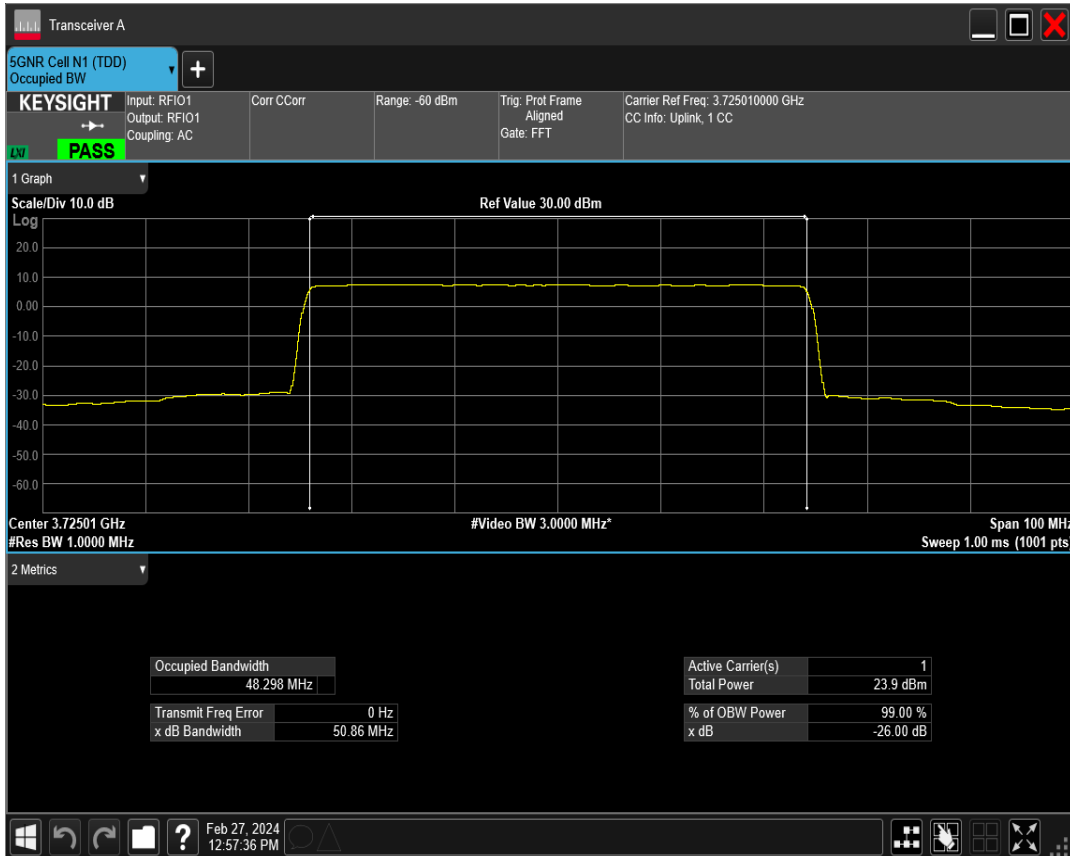 Transceiver A
5GNR Cell N1 (TDD)
Occupied BW
+
KEYSIGHT
LXI
PASS
Input: RFIO1
Output: RFIO1
Coupling: AC
Corr CCorr
Range: -60 dBm
Trig: Prot Frame
Aligned
Gate: FFT
Carrier Ref Freq: 3.725010000 GHz
CC Info: Uplink, 1 CC
1 Graph
Scale/Div 10.0 dB
Ref Value 30.00 dBm
Log
20.0
10.0
0.00
-10.0
-20.0
-30.0
-40.0
-50.0
-60.0
Center 3.72501 GHz
#Video BW 3.0000 MHz*
Span 100 MHz
#Res BW 1.0000 MHz
Sweep 1.00 ms (1001 pts)
2 Metrics
Occupied Bandwidth
48.298 MHz
Transmit Freq Error 0 Hz
x dB Bandwidth 50.86 MHz
Active Carrier(s) 1
Total Power 23.9 dBm
% of OBW Power 99.00 %
x dB -26.00 dB
?
Feb 27, 2024
12:57:36 PM